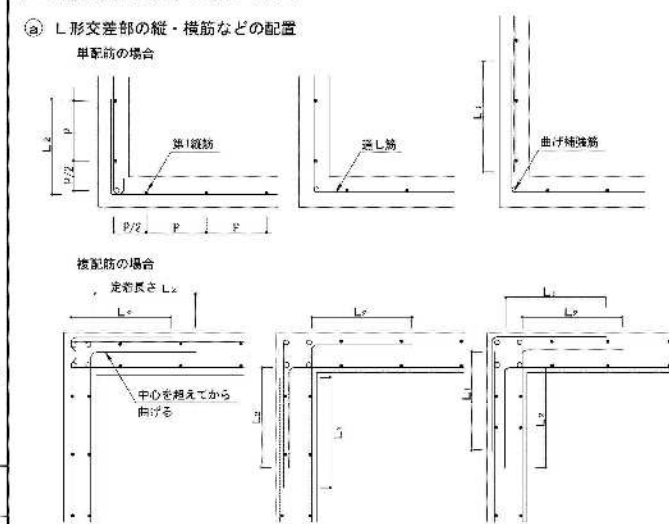 ⓐ L形交差部の縦・横筋などの配置
単配筋の場合
L2
P
P/2
第1縦筋
P/2 P P
通し筋
L1
曲げ補強筋
複配筋の場合
定着長さ L2
L2
中心を超えてから
曲げる
L2
L2
L1
L1
L2
L1
L2